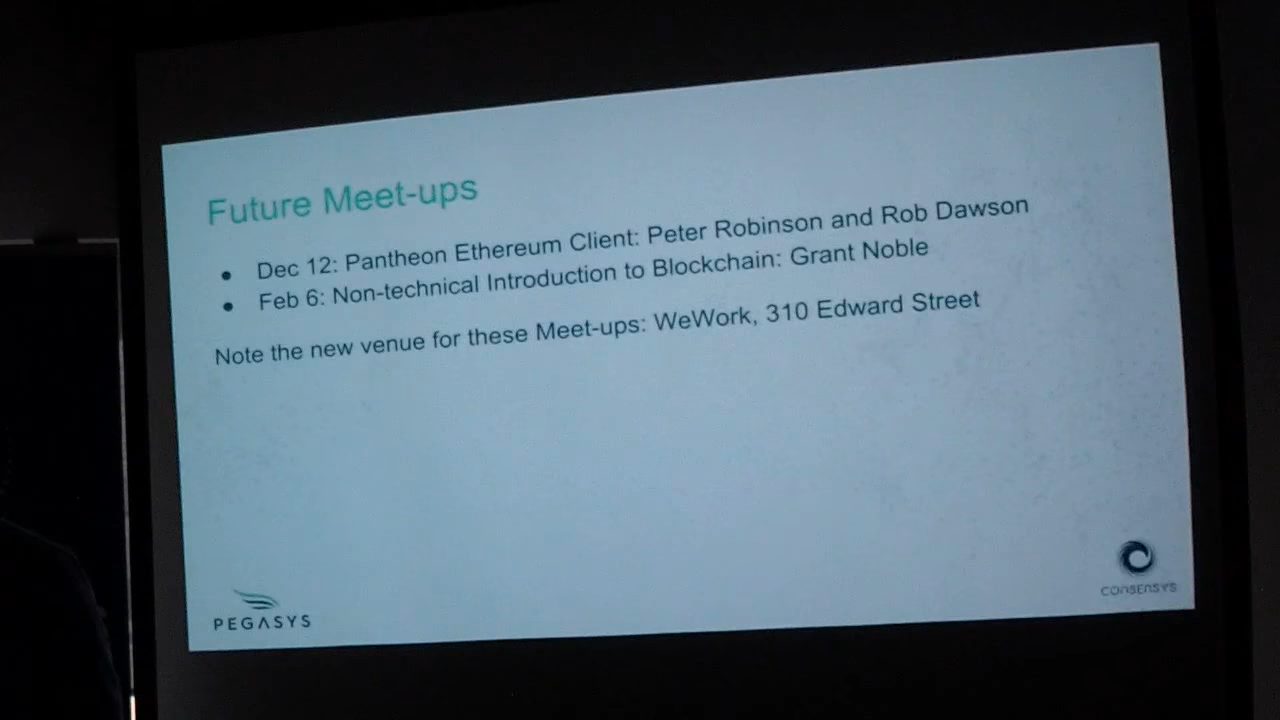 Future Meet-ups
● Dec 12: Pantheon Ethereum Client: Peter Robinson and Rob Dawson
● Feb 6: Non-technical Introduction to Blockchain: Grant Noble
Note the new venue for these Meet-ups: WeWork, 310 Edward Street
PEGASYS
CONSENSYS